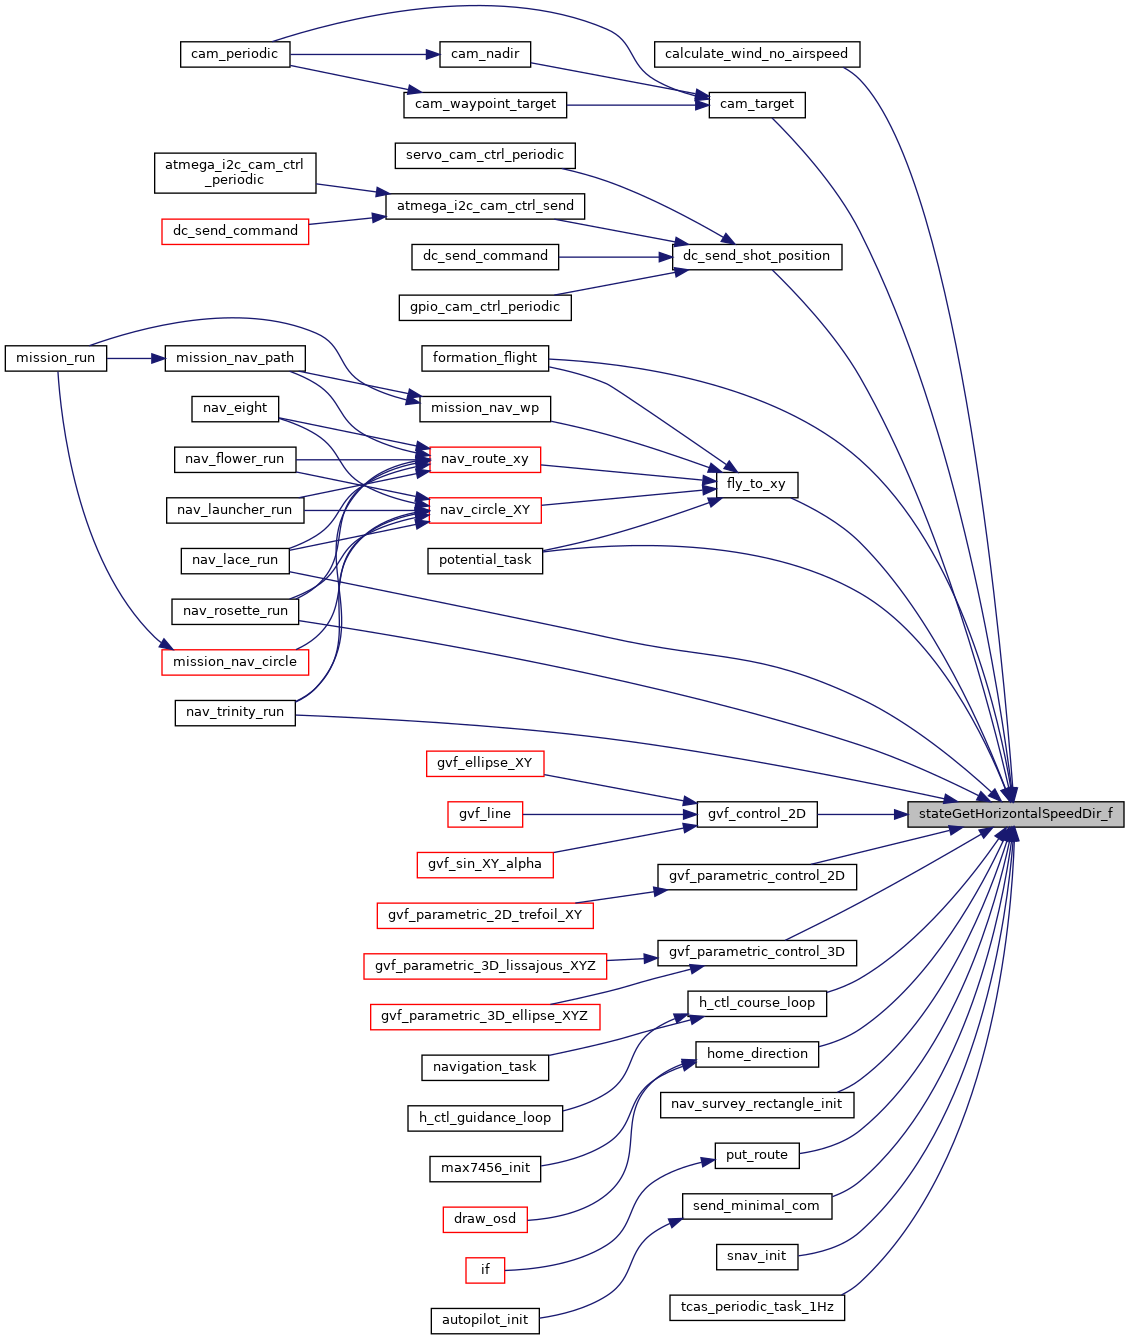 cam_periodic
cam_nadir
calculate_wind_no_airspeed
cam_waypoint_target
cam_target
servo_cam_ctrl_periodic
atmega_i2c_cam_ctrl
_periodic
atmega_i2c_cam_ctrl_send
dc_send_command
dc_send_command
dc_send_shot_position
gpio_cam_ctrl_periodic
mission_run
mission_nav_path
formation_flight
nav_eight
mission_nav_wp
nav_flower_run
nav_route_xy
fly_to_xy
nav_launcher_run
nav_circle_XY
nav_lace_run
potential_task
nav_rosette_run
mission_nav_circle
nav_trinity_run
gvf_ellipse_XY
gvf_line
gvf_control_2D
stateGetHorizontalSpeedDir_f
gvf_sin_XY_alpha
gvf_parametric_control_2D
gvf_parametric_2D_trefoil_XY
gvf_parametric_control_3D
gvf_parametric_3D_lissajous_XYZ
gvf_parametric_3D_ellipse_XYZ
h_ctl_course_loop
navigation_task
home_direction
h_ctl_guidance_loop
nav_survey_rectangle_init
max7456_init
put_route
draw_osd
send_minimal_com
if
snav_init
autopilot_init
tcas_periodic_task_1Hz